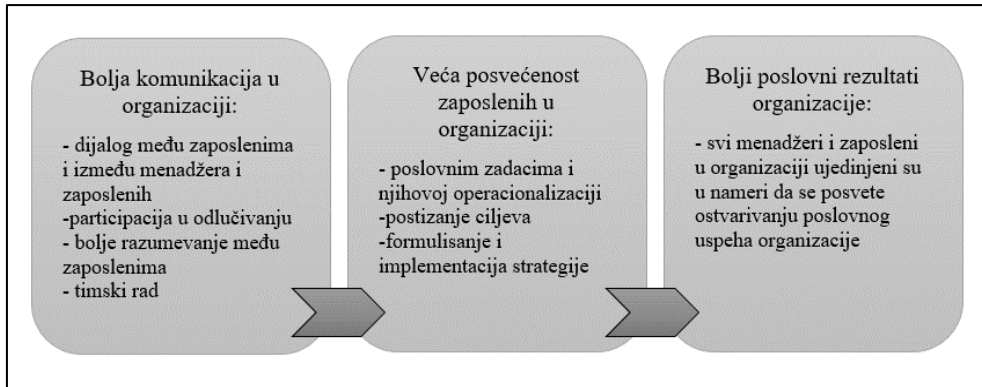 Bolja komunikacija u
organizaciji:
- dijalog među zaposlenima
i između menadžera i
zaposlenih
-participacija u odlučivanju
- bolje razumevanje među
zaposlenima
- timski rad
Veća posvećenost
zaposlenih u
organizaciji:
- poslovnim zadacima i
njihovoj operacionalizaciji
-postizanje ciljeva
-formulisanje i
implementacija strategije
Bolji poslovni rezultati
organizacije:
- svi menadžeri i zaposleni
u organizaciji ujedinjeni su
u nameri da se posvete
ostvarivanju poslovnog
uspeha organizacije